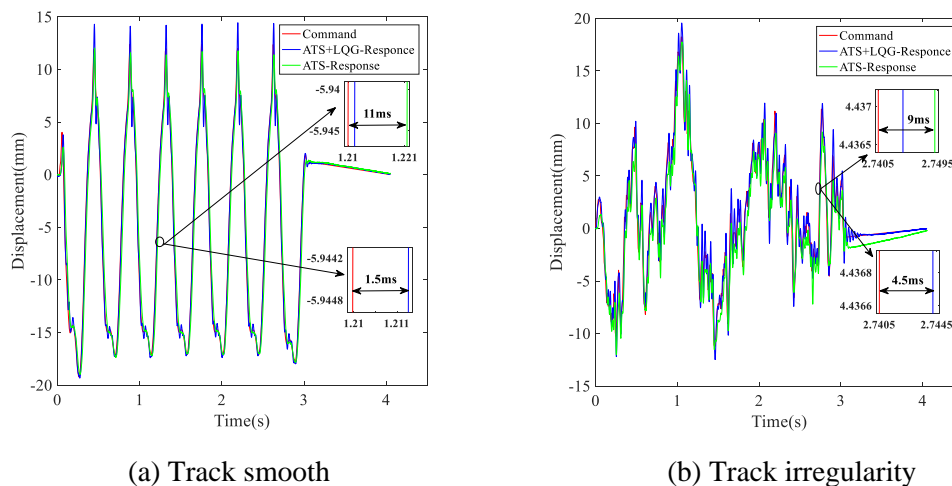 15
10
5
0
-5
-10
-15
-20
Displacement(mm)
0
1
2
3
4
Time(s)
Command
ATS+LQG-Responce
ATS-Response
-5.94
-5.945
11ms
1.21
1.221
-5.9442
-5.9448
1.5ms
1.21
1.211
(a) Track smooth
20
15
10
5
0
-5
-10
-15
Displacement(mm)
0
1
2
3
4
Time(s)
Command
ATS+LQG-Responce
ATS-Response
4.437
4.4365
9ms
2.7405
2.7495
4.4368
4.4366
4.5ms
2.7405
2.7445
(b) Track irregularity